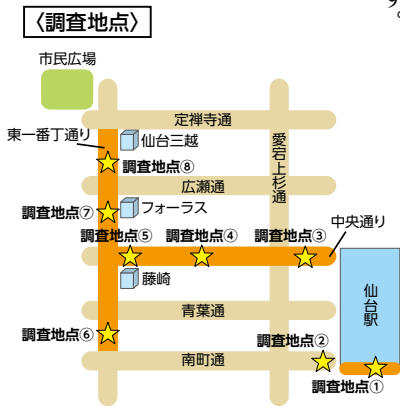 〈調査地点〉
市民広場
定禅寺通
東一番丁通り
仙台三越
愛宕上杉通
調査地点⑧
広瀬通
調査地点⑦
フォーラス
中央通り
調査地点⑤
調査地点④
調査地点③
藤崎
仙台駅
青葉通
調査地点⑥
調査地点②
南町通
調査地点①